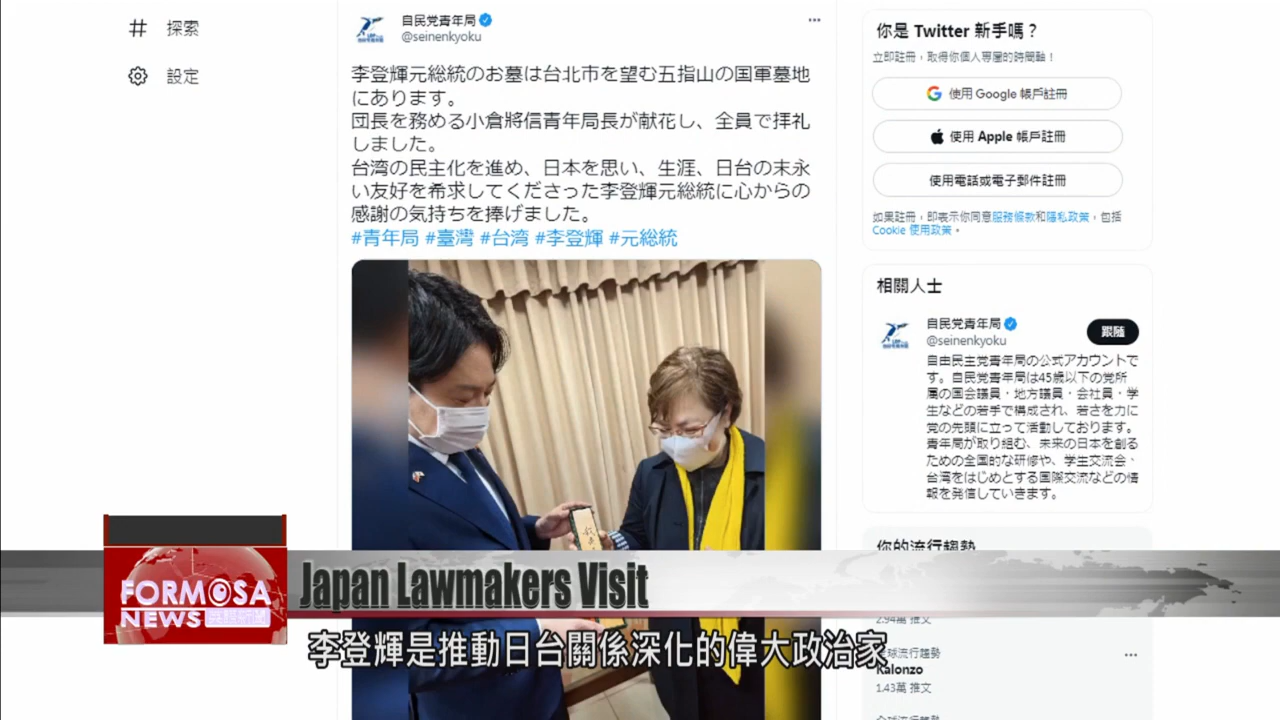 探索
設定
自民党青年局
@seinenkyoku
李登輝元総統のお墓は台北市を望む五指山の国軍墓地
にあります。
団長を務める小倉將信青年局長が献花し、全員で拝礼
しました。
台湾の民主化を進め、日本を思い、生涯、日台の末永
い友好を希求してくださった李登輝元総統に心からの
感謝の気持ちを捧げました。
#青年局 #臺灣 #台湾 #李登輝 #元総統
你是 Twitter 新手嗎？
立即註冊，取得你個人專屬的時間軸！
使用 Google 帳戶註冊
使用 Apple 帳戶註冊
使用電話或電子郵件註冊
如果註冊，即表示你同意服務條款和隱私政策，包括
Cookie 使用政策。
相關人士
自民党青年局
跟隨
@seinenkyoku
自由民主党青年局の公式アカウントで
す。自民党青年局は45歳以下の党所
属の国会議員・地方議員・会社員・学
生などの若手で構成され、若さを力に
党の先頭に立って活動しております。
青年局が取り組む、未来の日本を創る
ための全国的な研修や、学生交流会、
台湾をはじめとする国際交流などの情
報を発信していきます。
你的流行趨勢
2.94萬 推文
全球流行趨勢
Kalonzo
1.43萬 推文
全球流行趨勢
FORMOSA
NEWS
Japan Lawmakers Visit
李登輝是推動日台關係深化的偉大政治家